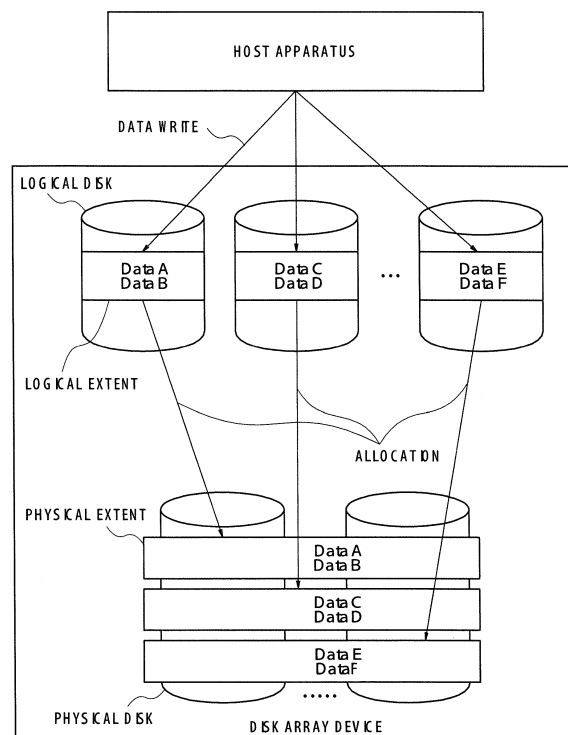 HOST APPARATUS
DATA WRITE
LOGICAL DISK
Data A
Data B
Data C
Data D
...
Data E
Data F
LOGICAL EXTENT
ALLOCATION
PHYSICAL EXTENT
Data A
Data B
Data C
Data D
Data E
Data F
.....
PHYSICAL DISK
DISK ARRAY DEVICE